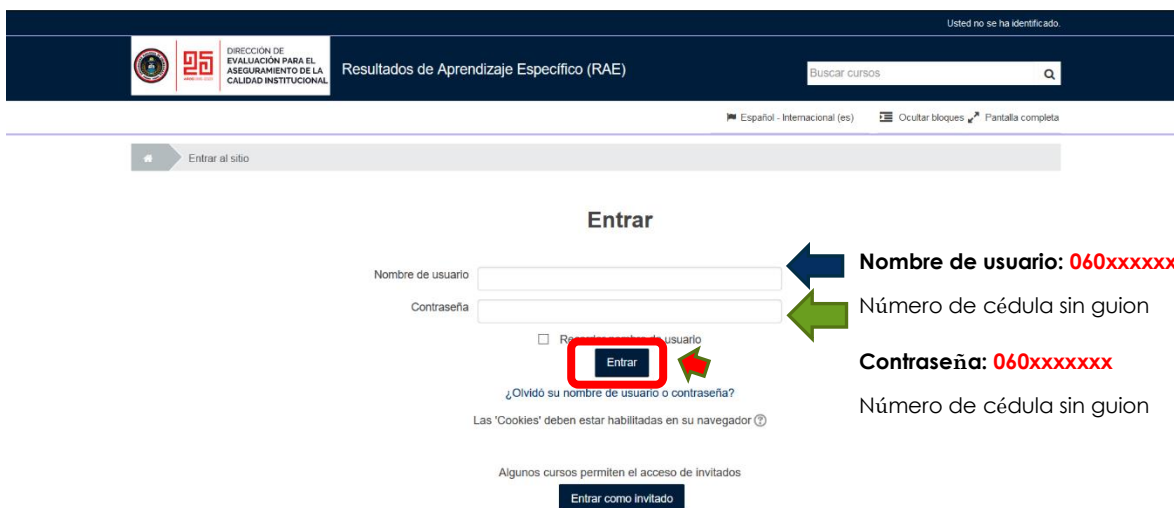 Usted no se ha identificado.
DIRECCIÓN DE
EVALUACIÓN PARA EL
ASEGURAMIENTO DE LA
CALIDAD INSTITUCIONAL
25
Resultados de Aprendizaje Específico (RAE)
Buscar cursos
Español - Internacional (es)
Ocultar bloques
Pantalla completa
Entrar al sitio
Entrar
Nombre de usuario
Contraseña
usuario
Entrar
¿Olvidó su nombre de usuario o contraseña?
Las 'Cookies' deben estar habilitadas en su navegador
Algunos cursos permiten el acceso de invitados
Entrar como invitado
Nombre de usuario: 060xxxxxx
Número de cédula sin guion
Contraseña: 060xxxxxxx
Número de cédula sin guion